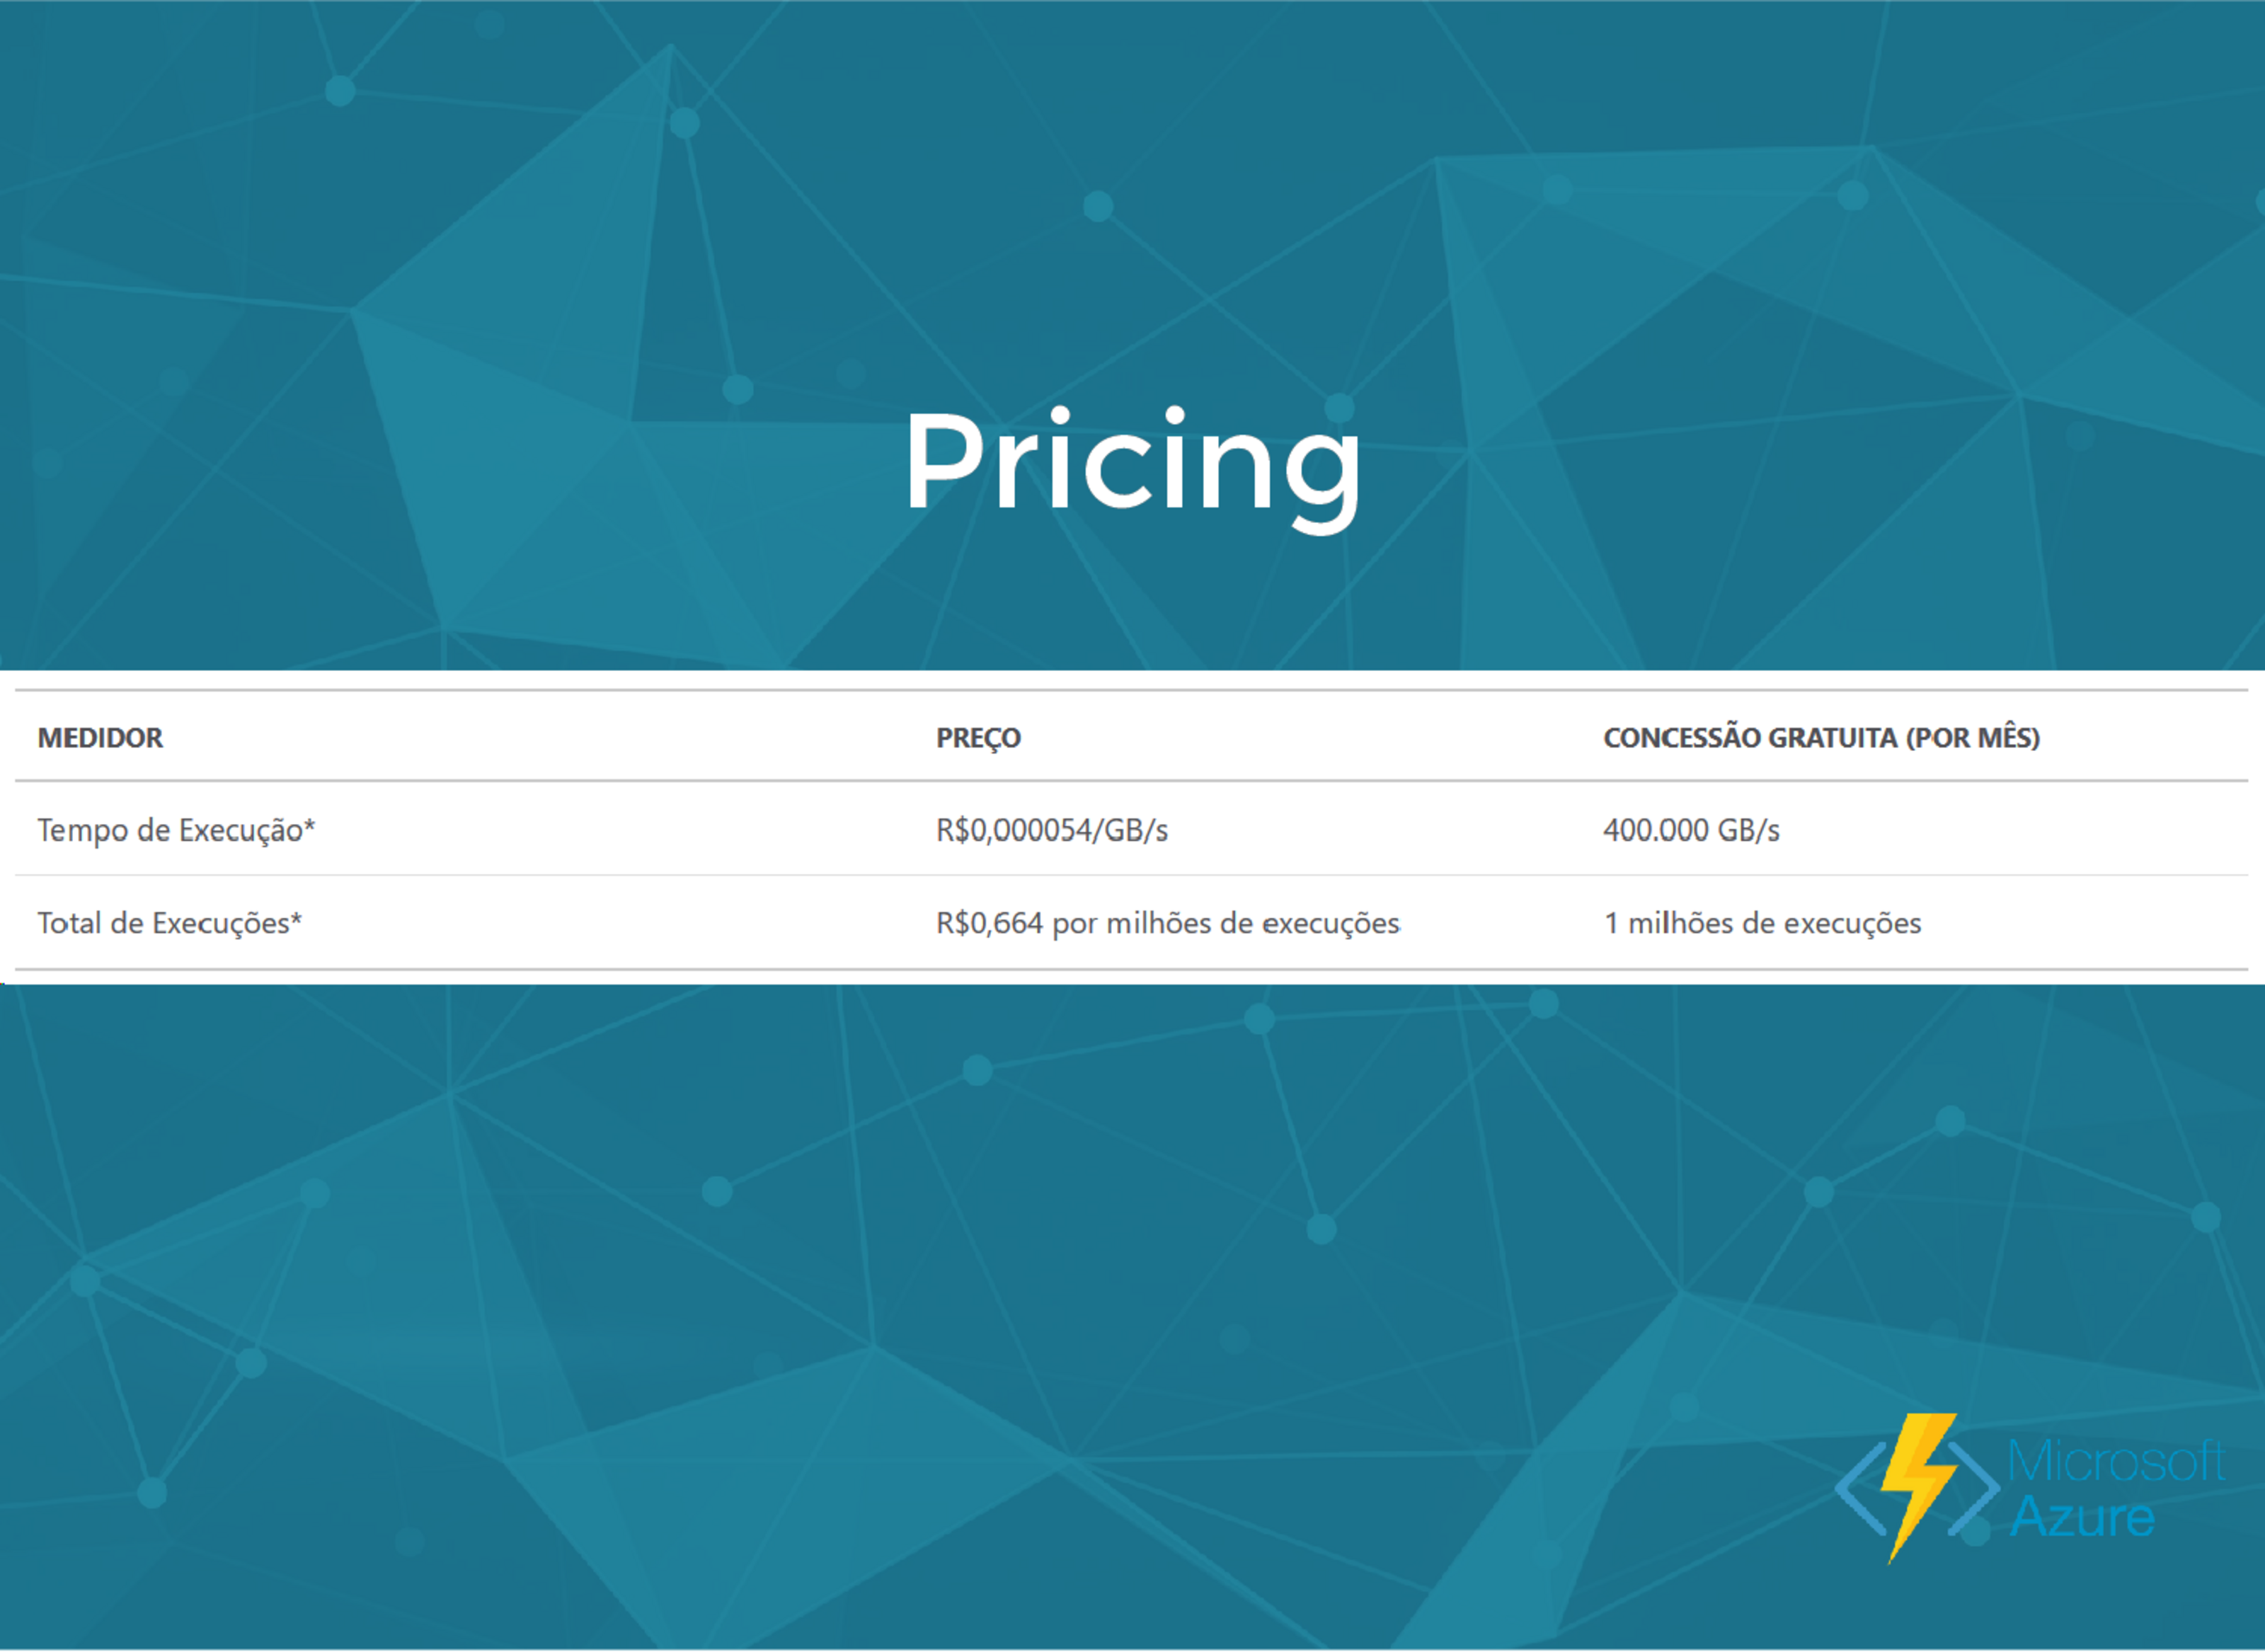 Pricing
MEDIDOR PREÇO CONCESSÃO GRATUITA (POR MÊS)
Tempo de Execução* R$0,000054/GB/s 400.000 GB/s
Total de Execuções* R$0,664 por milhões de execuções 1 milhões de execuções
Microsoft
Azure